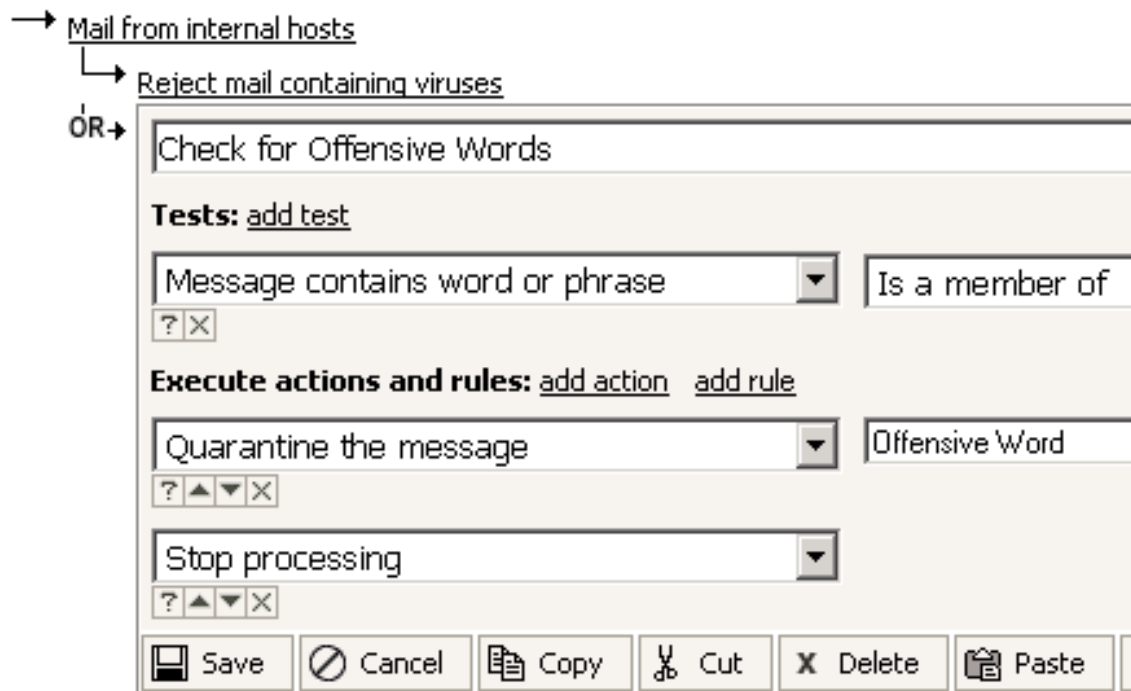 Mail from internal hosts
Reject mail containing viruses
OR
Check for Offensive Words
Tests: add test
Message contains word or phrase Is a member of
?
Execute actions and rules: add action add rule
Quarantine the message Offensive Word
?
Stop processing
?
Save Cancel Copy Cut X Delete Paste